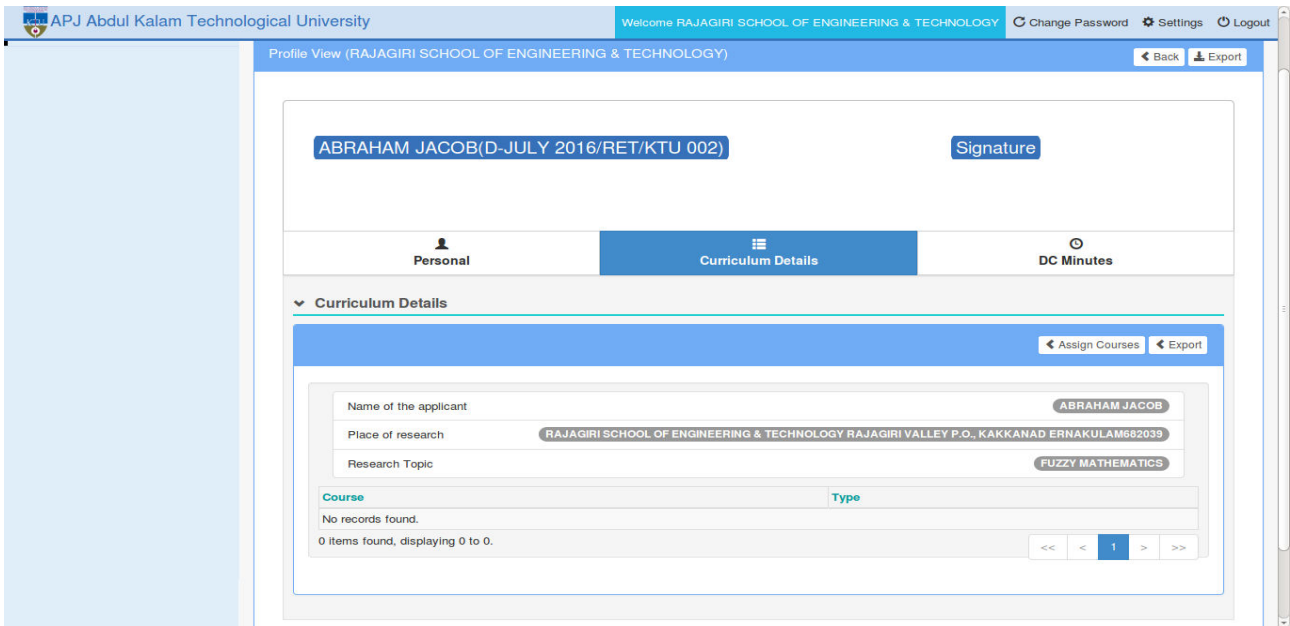 APJ Abdul Kalam Technological University Welcome RAJAGIRI SCHOOL OF ENGINEERING & TECHNOLOGY Change Password Settings Logout
Profile View (RAJAGIRI SCHOOL OF ENGINEERING & TECHNOLOGY) Back Export
ABRAHAM JACOB(D-JULY 2016/RET/KTU 002) Signature
Personal Curriculum Details DC Minutes
Curriculum Details
Assign Courses Export
Name of the applicant ABRAHAM JACOB
Place of research RAJAGIRI SCHOOL OF ENGINEERING & TECHNOLOGY RAJAGIRI VALLEY P.O., KAKKANAD ERNAKULAM682039
Research Topic FUZZY MATHEMATICS
Course Type
No records found.
0 items found, displaying 0 to 0.
<< < 1 > >>